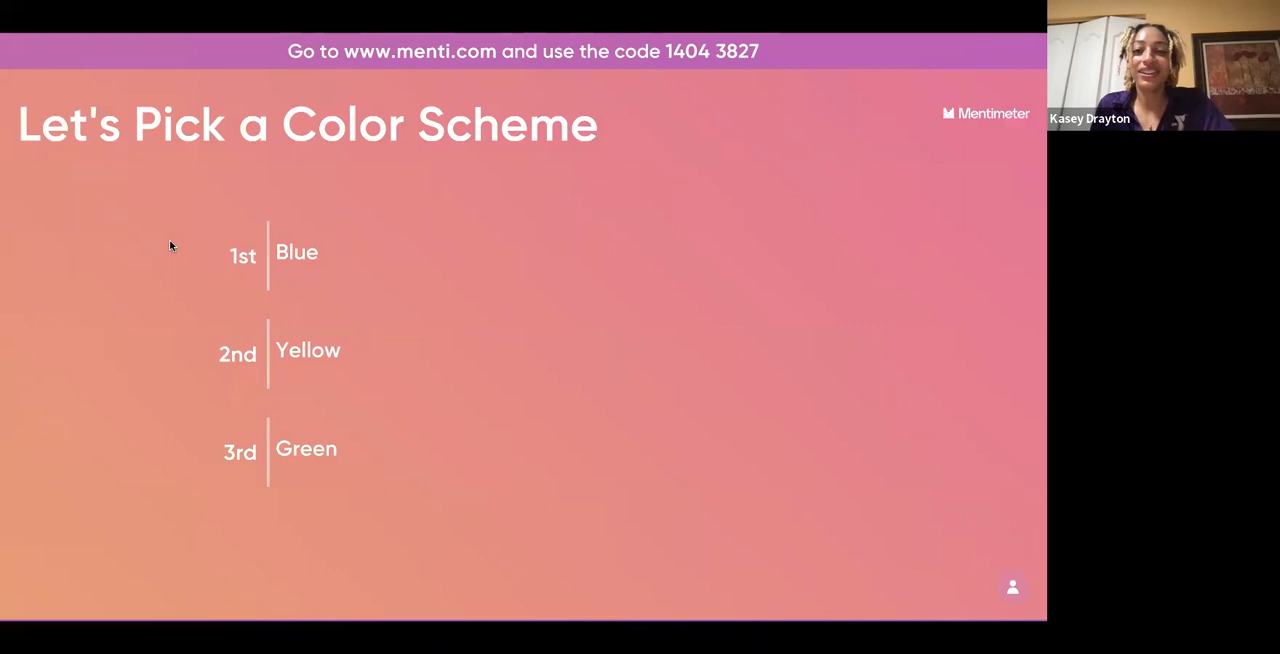 Go to www.menti.com and use the code 1404 3827
Let's Pick a Color Scheme
Mentimeter
Kasey Drayton
1st Blue
2nd Yellow
3rd Green